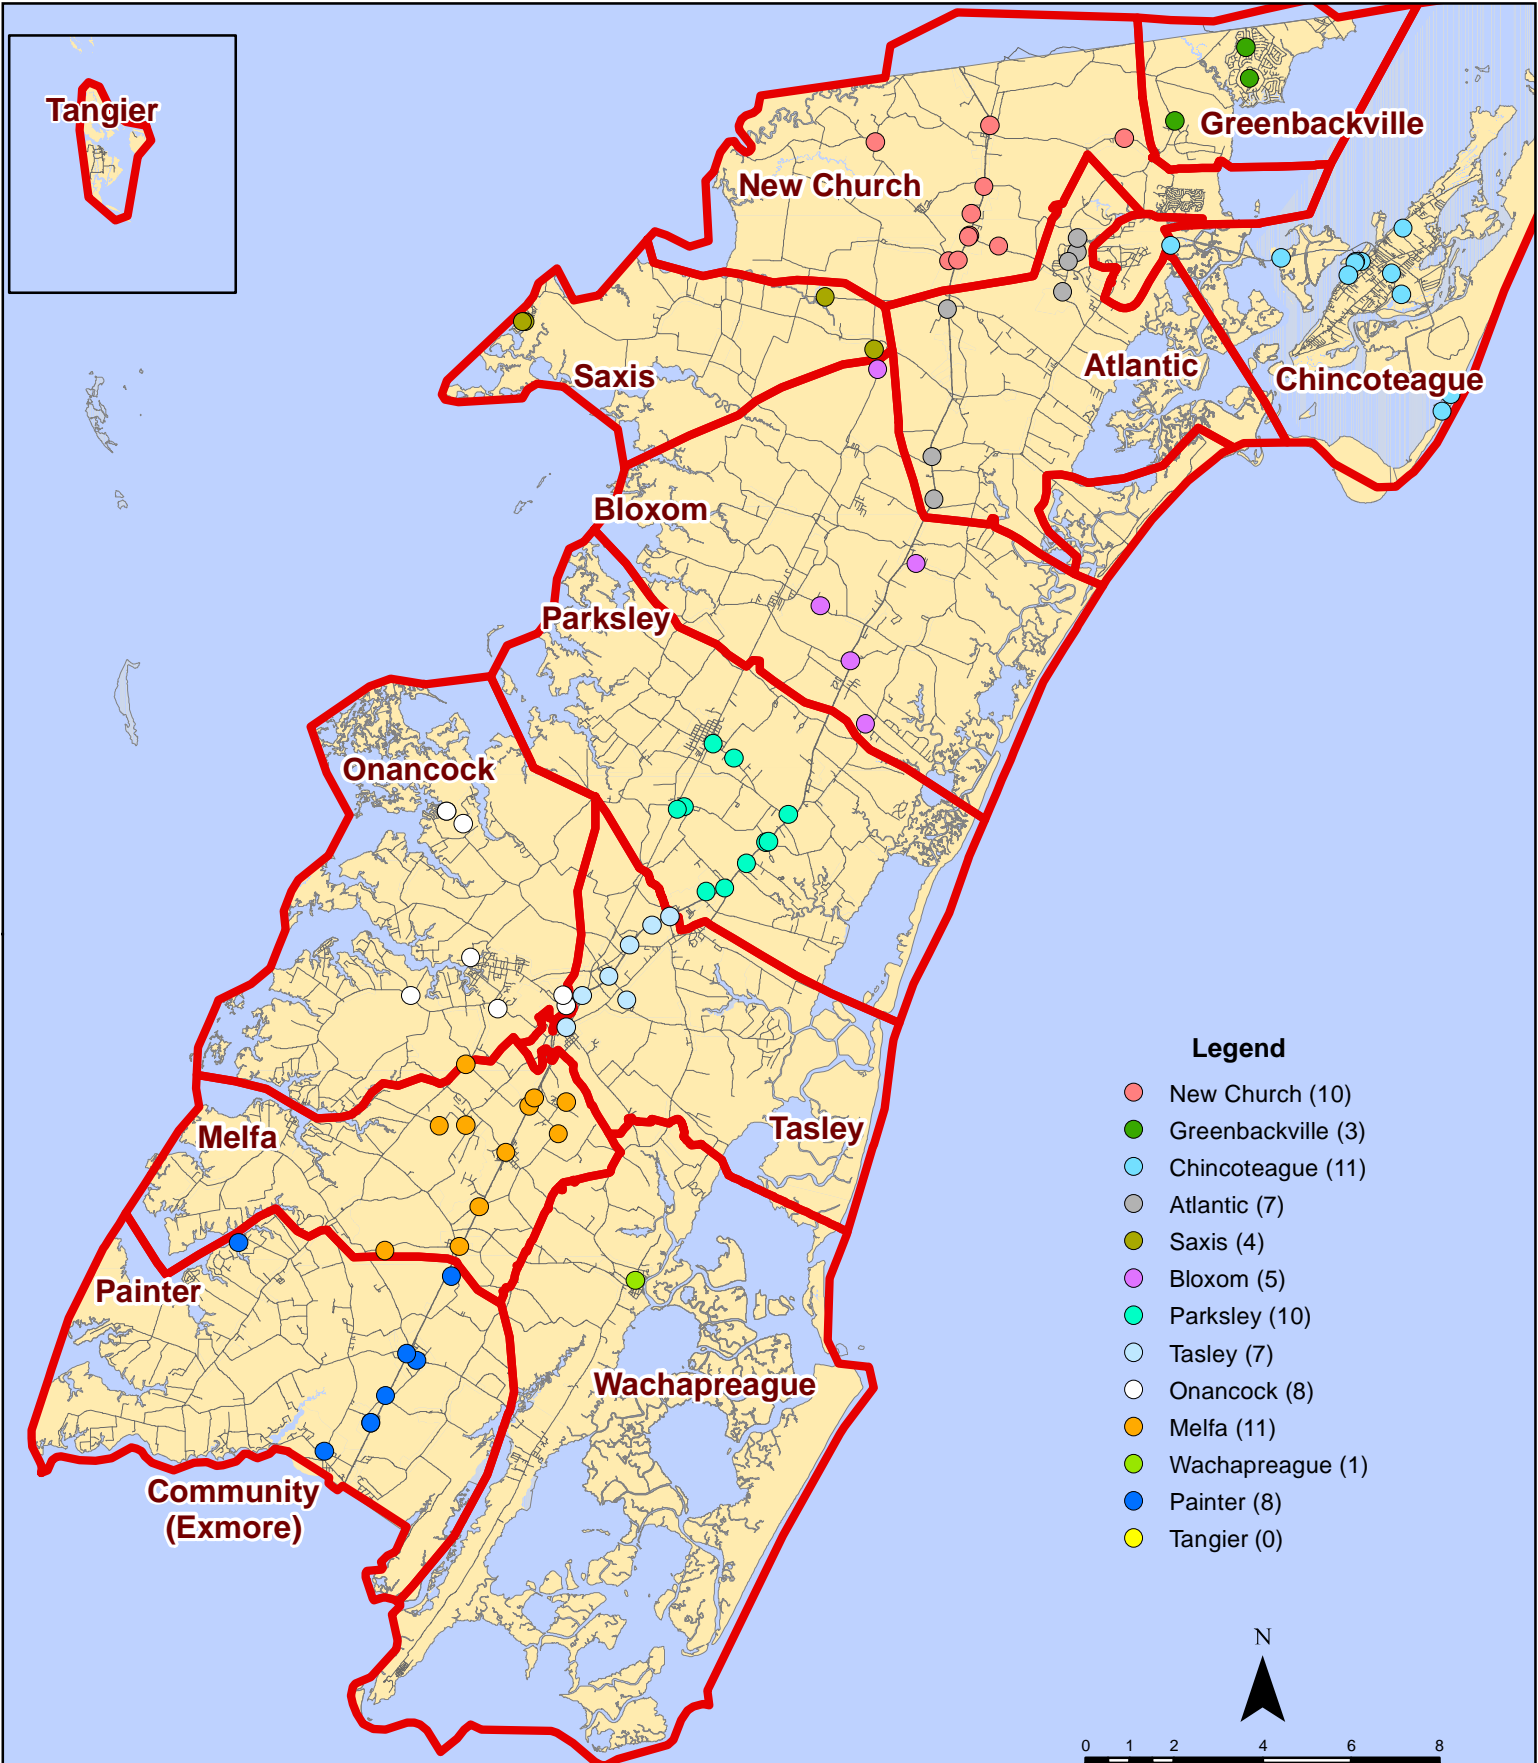 Tangier
Greenbackville
New Church
Saxis
Atlantic
Chincoteague
Bloxom
Parksley
Onancock
Melfa
Tasley
Painter
Wachapreague
Community
(Exmore)
Legend
New Church (10)
Greenbackville (3)
Chincoteague (11)
Atlantic (7)
Saxis (4)
Bloxom (5)
Parksley (10)
Tasley (7)
Onancock (8)
Melfa (11)
Wachapreague (1)
Painter (8)
Tangier (0)
N
0 1 2 4 6 8